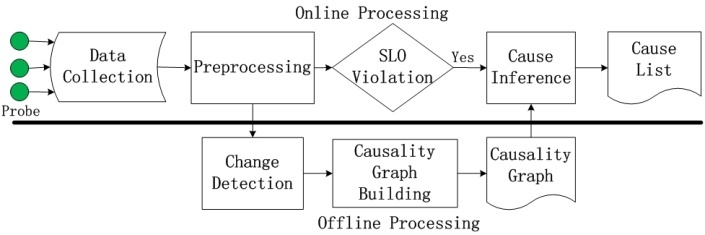 Online Processing
Probe
Data
Collection
Preprocessing
SLO
Violation
Yes
Cause
Inference
Cause
List
Change
Detection
Causality
Graph
Building
Causality
Graph
Offline Processing